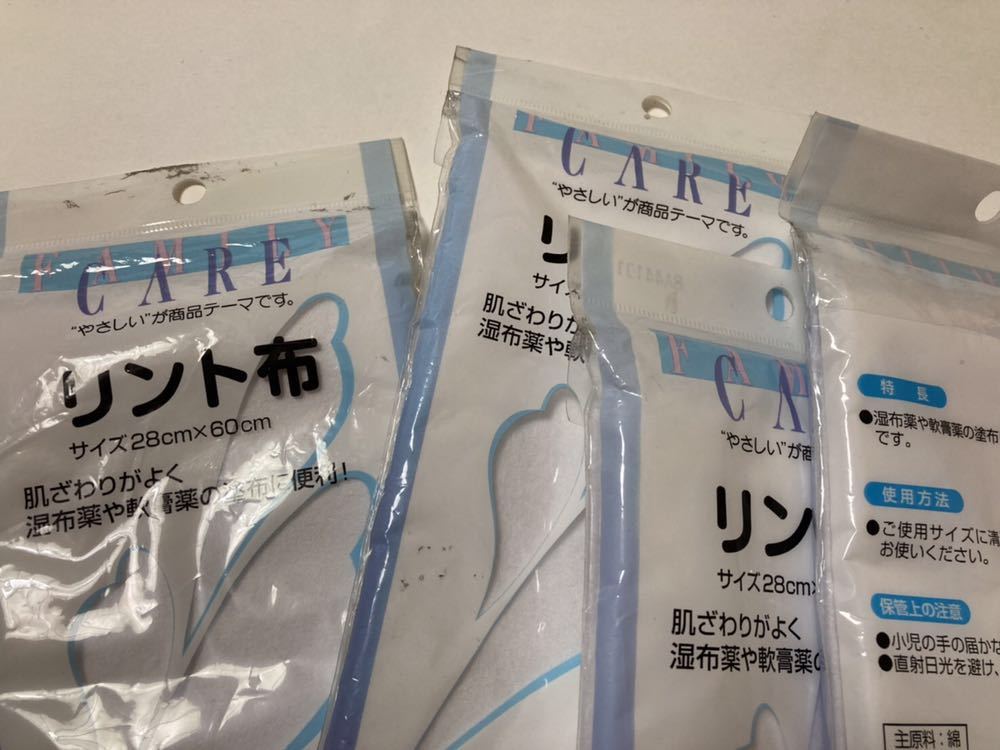 FAMILY
CARE
“やさしい”が商品テーマです。
リント布
サイズ28cm×60cm
肌ざわりがよく
湿布薬や軟膏薬の塗布に便利!
FAMILY
CARE
“やさしい”が商品テーマです。
リ
サイズ
肌ざわりが
湿布薬や軟
FAM
CAR
“やさしい”が商
リン
サイズ28cm×
肌ざわりがよく
湿布薬や軟膏薬の
特長
●湿布薬や軟膏薬の塗布
です。
使用方法
●ご使用サイズに清
お使いください。
保管上の注意
●小児の手の届かな
●直射日光を避け、
主原料:綿